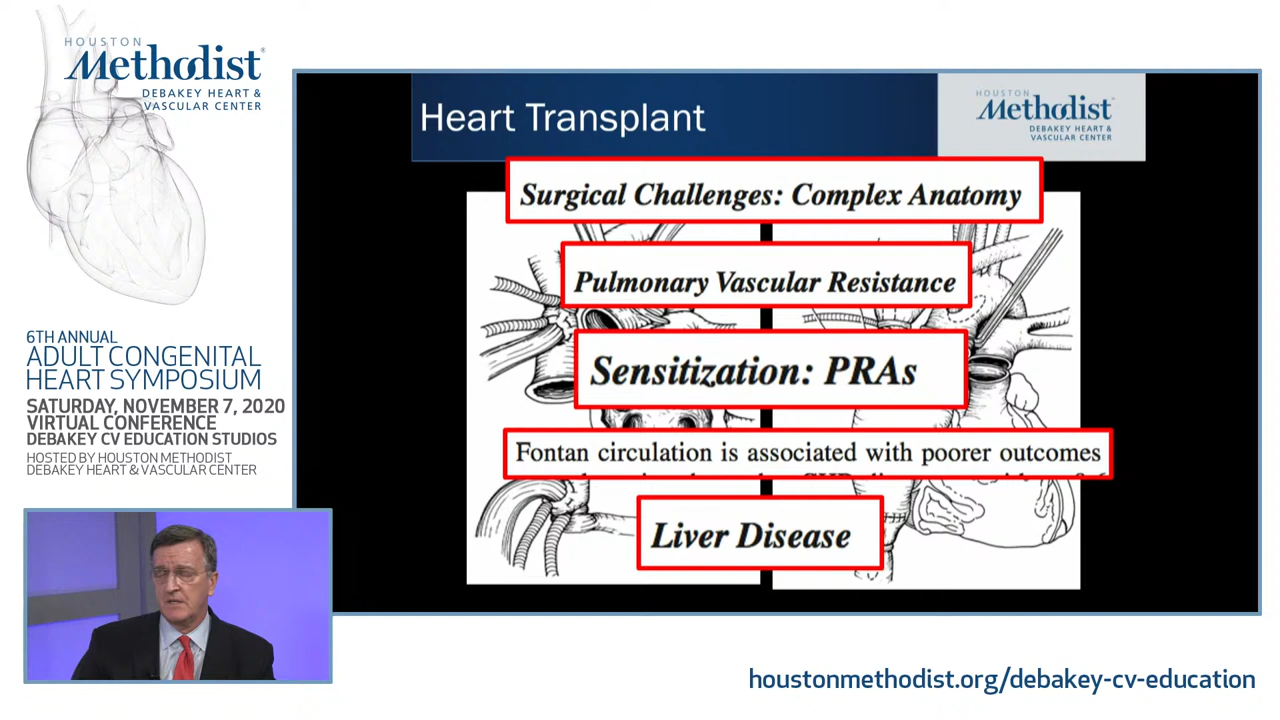 HOUSTON
Methodist
DEBAKEY HEART &
VASCULAR CENTER
6TH ANNUAL
ADULT CONGENITAL
HEART SYMPOSIUM
SATURDAY, NOVEMBER 7, 2020
VIRTUAL CONFERENCE
DEBAKEY CV EDUCATION STUDIOS
HOSTED BY HOUSTON METHODIST
DEBAKEY HEART & VASCULAR CENTER
Heart Transplant
HOUSTON
Methodist
DEBAKEY HEART &
VASCULAR CENTER
Surgical Challenges: Complex Anatomy
Pulmonary Vascular Resistance
Sensitization: PRAs
Fontan circulation is associated with poorer outcomes
Liver Disease
houstonmethodist.org/debakey-cv-education